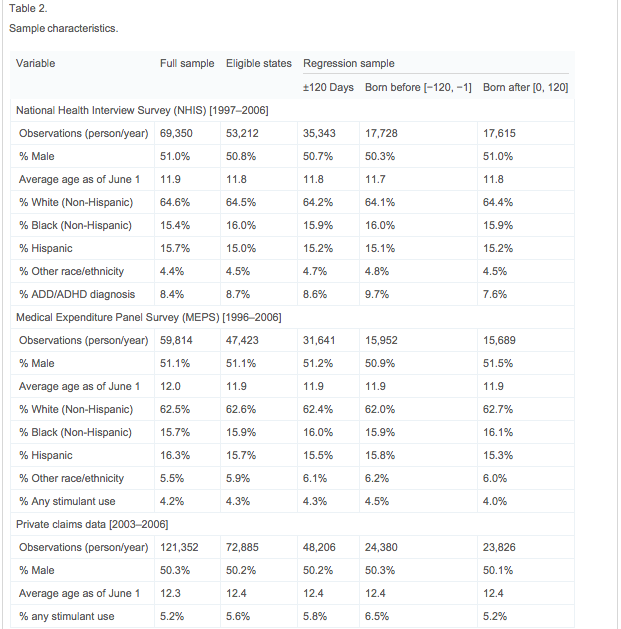 Table 2.
Sample characteristics.
Variable Full sample Eligible states Regression sample
±120 Days Born before [−120, −1] Born after [0, 120]
National Health Interview Survey (NHIS) [1997–2006]
Observations (person/year) 69,350 53,212 35,343 17,728 17,615
% Male 51.0% 50.8% 50.7% 50.3% 51.0%
Average age as of June 1 11.9 11.8 11.8 11.7 11.8
% White (Non-Hispanic) 64.6% 64.5% 64.2% 64.1% 64.4%
% Black (Non-Hispanic) 15.4% 16.0% 15.9% 16.0% 15.9%
% Hispanic 15.7% 15.0% 15.2% 15.1% 15.2%
% Other race/ethnicity 4.4% 4.5% 4.7% 4.8% 4.5%
% ADD/ADHD diagnosis 8.4% 8.7% 8.6% 9.7% 7.6%
Medical Expenditure Panel Survey (MEPS) [1996–2006]
Observations (person/year) 59,814 47,423 31,641 15,952 15,689
% Male 51.1% 51.1% 51.2% 50.9% 51.5%
Average age as of June 1 12.0 11.9 11.9 11.9 11.9
% White (Non-Hispanic) 62.5% 62.6% 62.4% 62.0% 62.7%
% Black (Non-Hispanic) 15.7% 15.9% 16.0% 15.9% 16.1%
% Hispanic 16.3% 15.7% 15.5% 15.8% 15.3%
% Other race/ethnicity 5.5% 5.9% 6.1% 6.2% 6.0%
% Any stimulant use 4.2% 4.3% 4.3% 4.5% 4.0%
Private claims data [2003–2006]
Observations (person/year) 121,352 72,885 48,206 24,380 23,826
% Male 50.3% 50.2% 50.2% 50.3% 50.1%
Average age as of June 1 12.3 12.4 12.4 12.4 12.4
% any stimulant use 5.2% 5.6% 5.8% 6.5% 5.2%